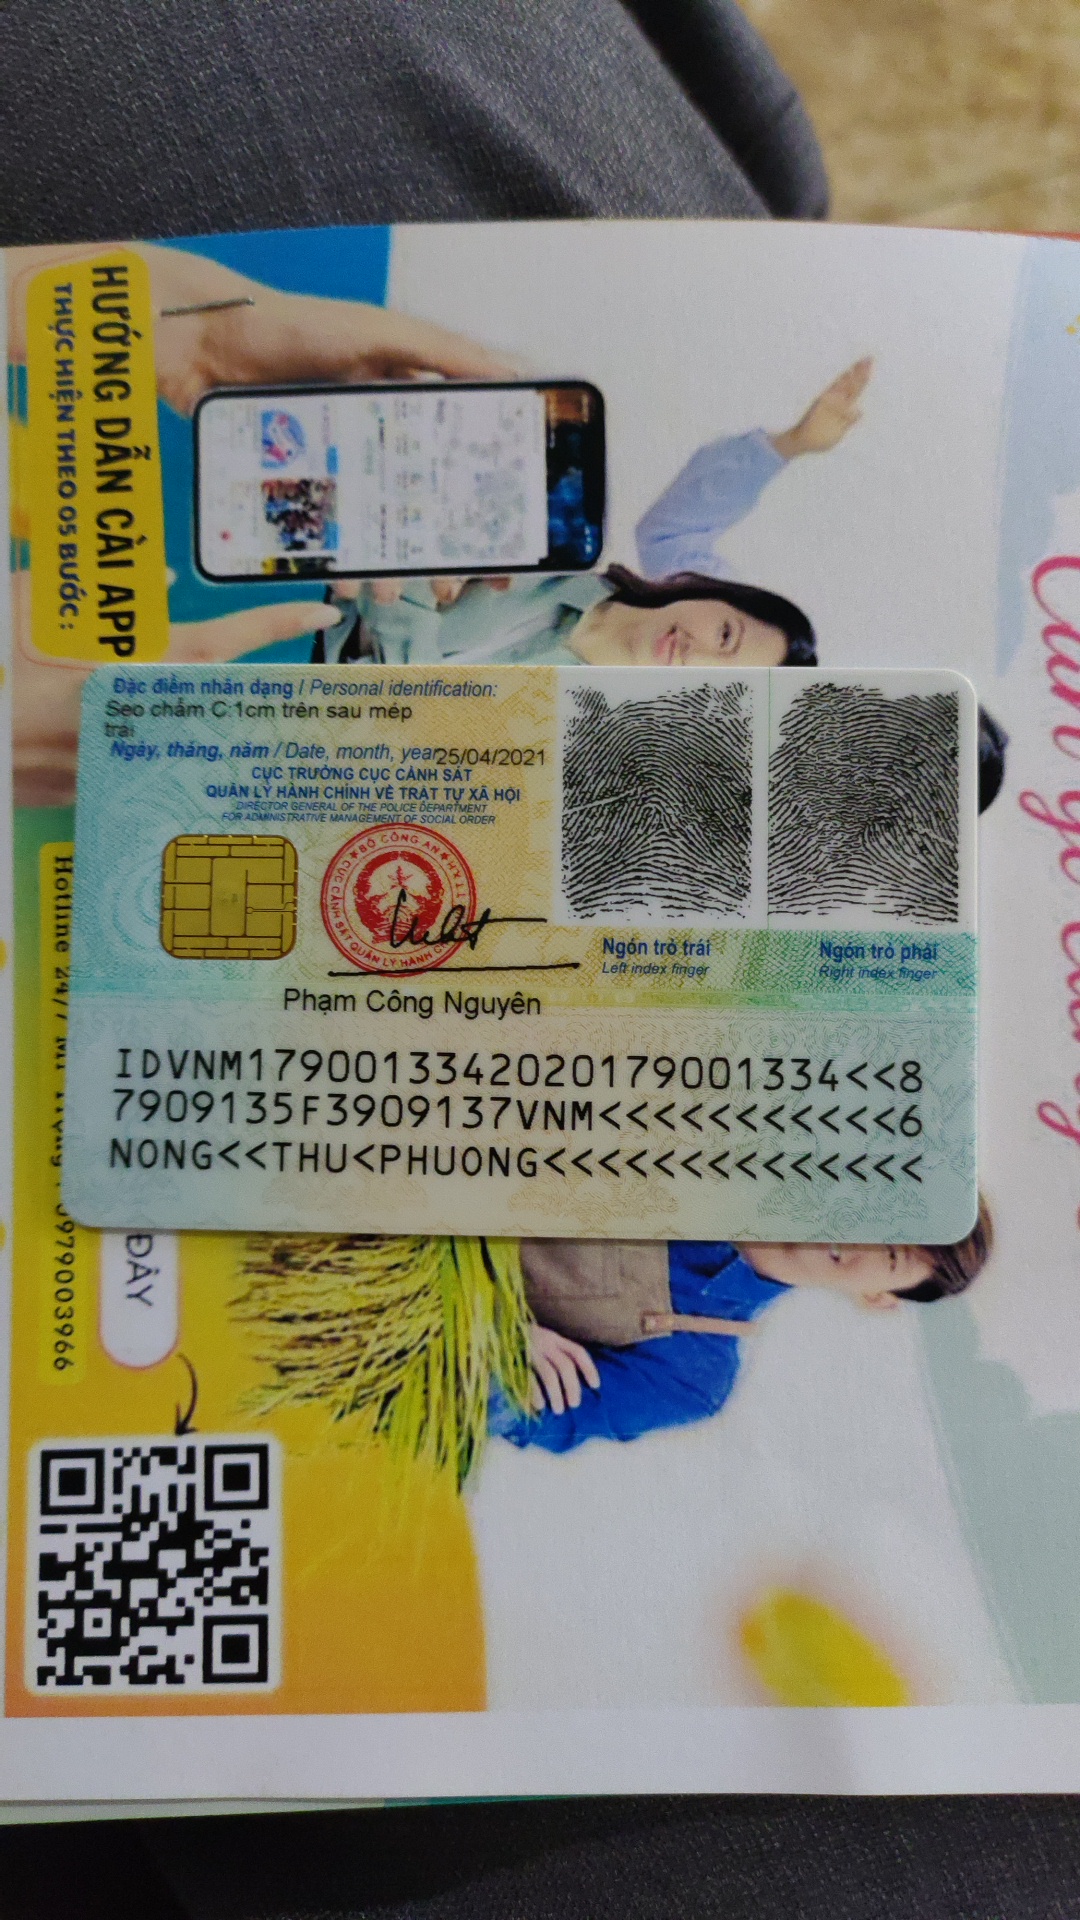 HƯỚNG DẪN CÀI APP
THỰC HIỆN THEO 05 BƯỚC :
Đặc điểm nhân dạng / Personal identification:
Sẹo chấm C:1cm trên sau mép
trái
Ngày, tháng, năm / Date, month, year 25/04/2021
CỤC TRƯỞNG CỤC CẢNH SÁT
QUẢN LÝ HÀNH CHÍNH VỀ TRẬT TỰ XÃ HỘI
DIRECTOR GENERAL OF THE POLICE DEPARTMENT
FOR ADMINISTRATIVE MANAGEMENT OF SOCIAL ORDER
BỘ CÔNG AN
CỤC CẢNH SÁT QUẢN LÝ HÀNH
Phạm Công Nguyên
Ngón trỏ trái
Left index finger
Ngón trỏ phải
Right index finger
IDVNM1790013342020179001334<<8
7909135F3909137VNM<<<<<<<<<<<6
NONG<<THU<PHUONG<<<<<<<<<<<<<<
Hotline 24/7
0979003966
ĐÂY